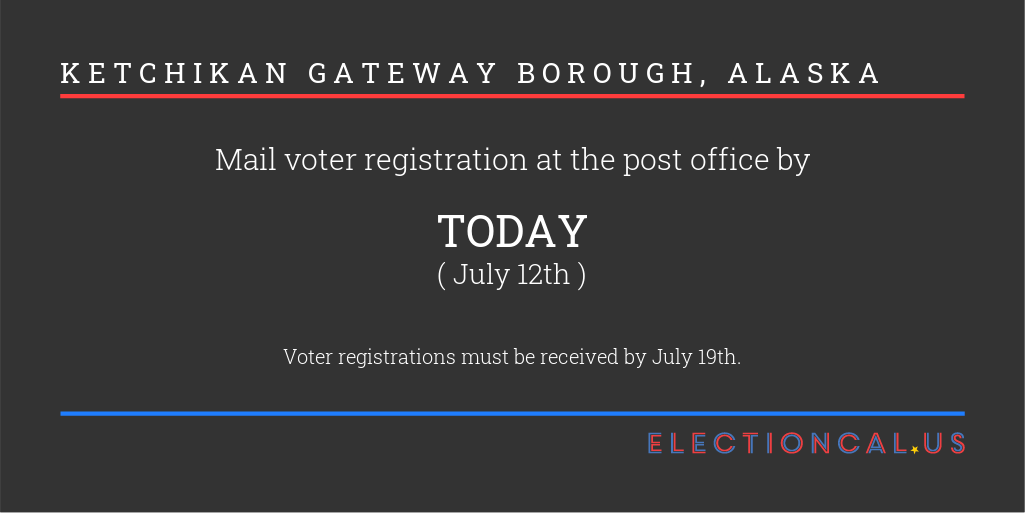 KETCHIKAN GATEWAY BOROUGH, ALASKA
Mail voter registration at the post office by
TODAY
( July 12th )
Voter registrations must be received by July 19th.
ELECTIONCAL.US